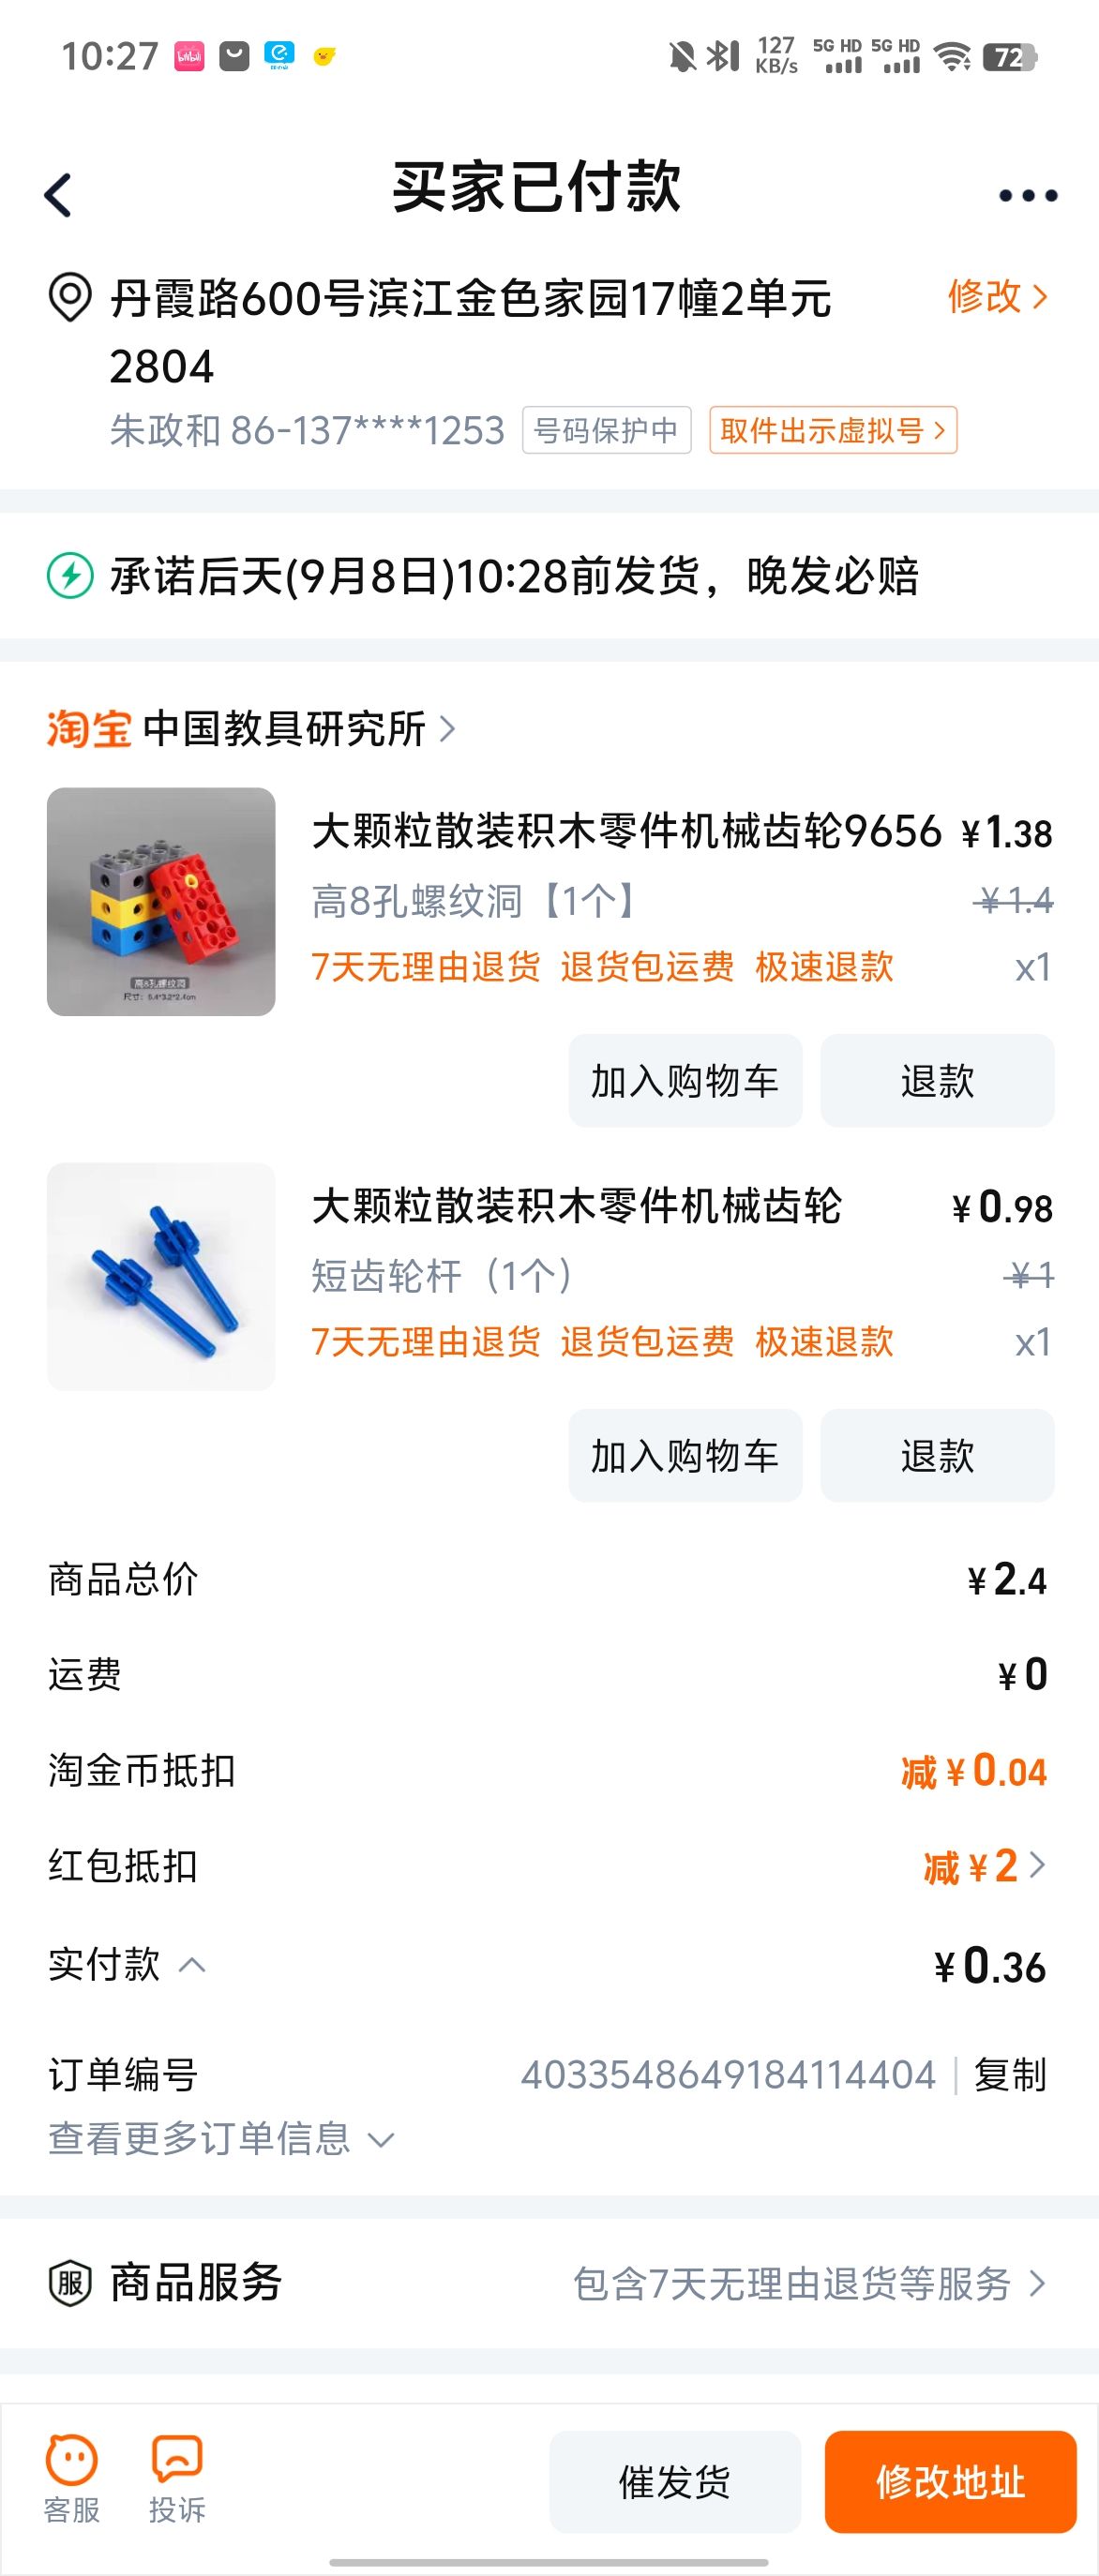 10:27
127 KB/s 5G HD 5G HD 72
买家已付款
丹霞路600号滨江金色家园17幢2单元 修改
2804
朱政和 86-137****1253 号码保护中 取件出示虚拟号
承诺后天(9月8日)10:28前发货，晚发必赔
淘宝 中国教具研究所
大颗粒散装积木零件机械齿轮9656 ¥1.38
高8孔螺纹洞【1个】 ¥1.4
7天无理由退货 退货包运费 极速退款 x1
高8孔螺纹洞
尺寸：6.4*3.2*2.4cm
加入购物车 退款
大颗粒散装积木零件机械齿轮 ¥0.98
短齿轮杆（1个） ¥1
7天无理由退货 退货包运费 极速退款 x1
加入购物车 退款
商品总价 ¥2.4
运费 ¥0
淘金币抵扣 减¥0.04
红包抵扣 减¥2
实付款 ¥0.36
订单编号 4033548649184114404 | 复制
查看更多订单信息
服 商品服务 包含7天无理由退货等服务
客服 投诉 催发货 修改地址